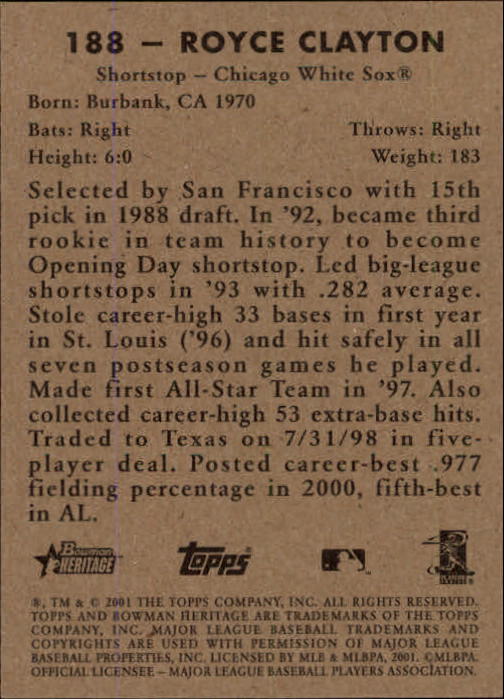 188 – ROYCE CLAYTON
Shortstop – Chicago White Sox®
Born: Burbank, CA 1970
Bats: Right Throws: Right
Height: 6:0 Weight: 183
Selected by San Francisco with 15th
pick in 1988 draft. In '92, became third
rookie in team history to become
Opening Day shortstop. Led big-league
shortstops in '93 with .282 average.
Stole career-high 33 bases in first year
in St. Louis ('96) and hit safely in all
seven postseason games he played.
Made first All-Star Team in '97. Also
collected career-high 53 extra-base hits.
Traded to Texas on 7/31/98 in five-
player deal. Posted career-best .977
fielding percentage in 2000, fifth-best
in AL.
Bowman HERITAGE topps
®, TM & © 2001 THE TOPPS COMPANY, INC. ALL RIGHTS RESERVED.
TOPPS AND BOWMAN HERITAGE ARE TRADEMARKS OF THE TOPPS
COMPANY, INC. MAJOR LEAGUE BASEBALL TRADEMARKS AND
COPYRIGHTS ARE USED WITH PERMISSION OF MAJOR LEAGUE
BASEBALL PROPERTIES, INC. LICENSED BY MLB & MLBPA, 2001. ©MLBPA.
OFFICIAL LICENSEE – MAJOR LEAGUE BASEBALL PLAYERS ASSOCIATION.